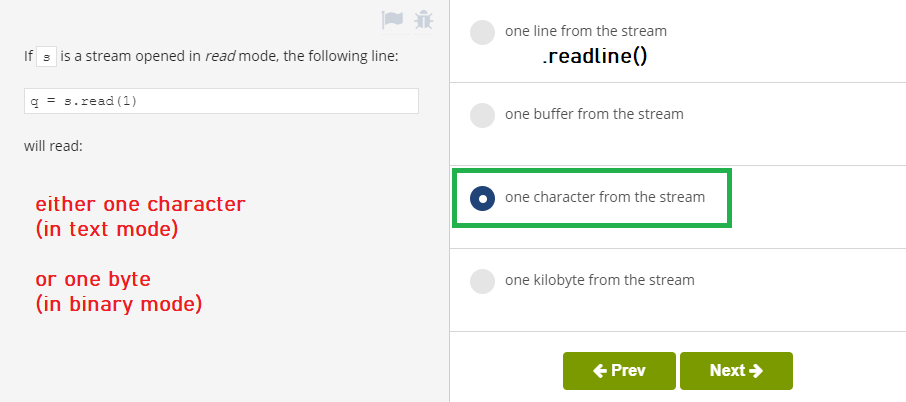 If s is a stream opened in read mode, the following line:
q = s.read(1)
will read:
either one character
(in text mode)
or one byte
(in binary mode)
one line from the stream
.readline()
one buffer from the stream
one character from the stream
one kilobyte from the stream
Prev
Next